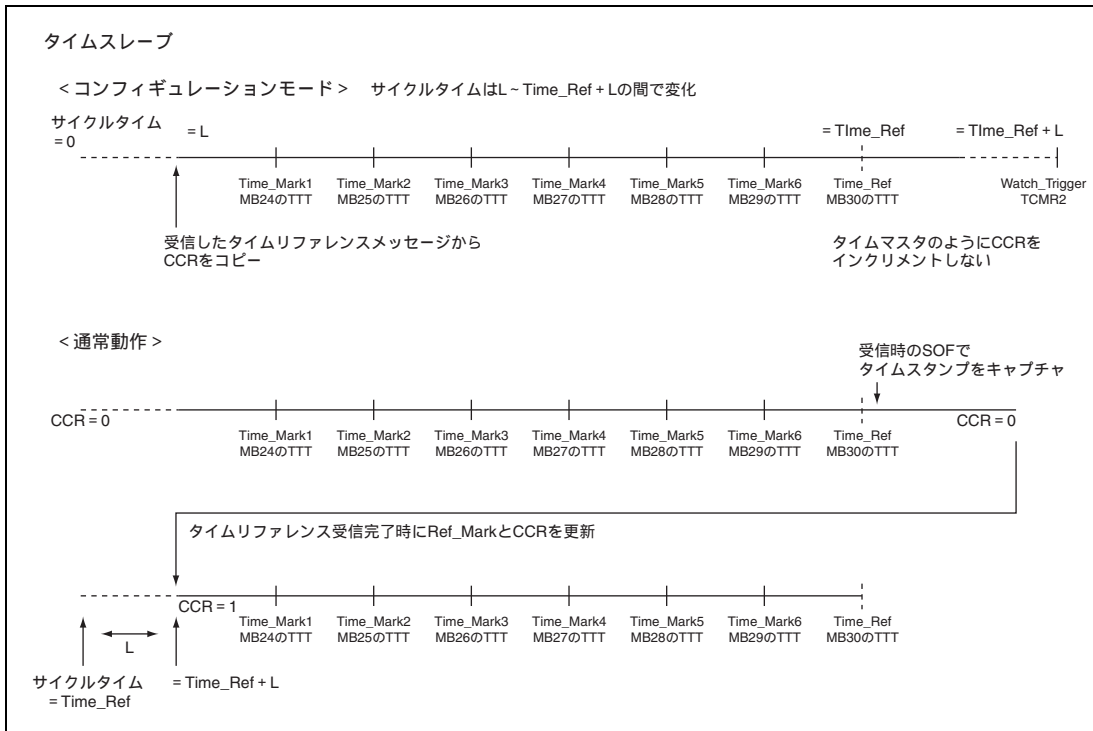 タイムスレーブ
<コンフィギュレーションモード> サイクルタイムはL~Time_Ref + Lの間で変化
サイクルタイム
= 0
= L
= TIme_Ref
= TIme_Ref + L
Time_Mark1 Time_Mark2 Time_Mark3 Time_Mark4 Time_Mark5 Time_Mark6 Time_Ref Watch_Trigger
MB24のTTT MB25のTTT MB26のTTT MB27のTTT MB28のTTT MB29のTTT MB30のTTT TCMR2
受信したタイムリファレンスメッセージから
CCRをコピー
タイムマスタのようにCCRを
インクリメントしない
<通常動作>
受信時のSOFで
タイムスタンプをキャプチャ
CCR = 0
CCR = 0
Time_Mark1 Time_Mark2 Time_Mark3 Time_Mark4 Time_Mark5 Time_Mark6 Time_Ref
MB24のTTT MB25のTTT MB26のTTT MB27のTTT MB28のTTT MB29のTTT MB30のTTT
タイムリファレンス受信完了時にRef_MarkとCCRを更新
CCR = 1
Time_Mark1 Time_Mark2 Time_Mark3 Time_Mark4 Time_Mark5 Time_Mark6 Time_Ref
MB24のTTT MB25のTTT MB26のTTT MB27のTTT MB28のTTT MB29のTTT MB30のTTT
L
サイクルタイム
= Time_Ref
= Time_Ref + L